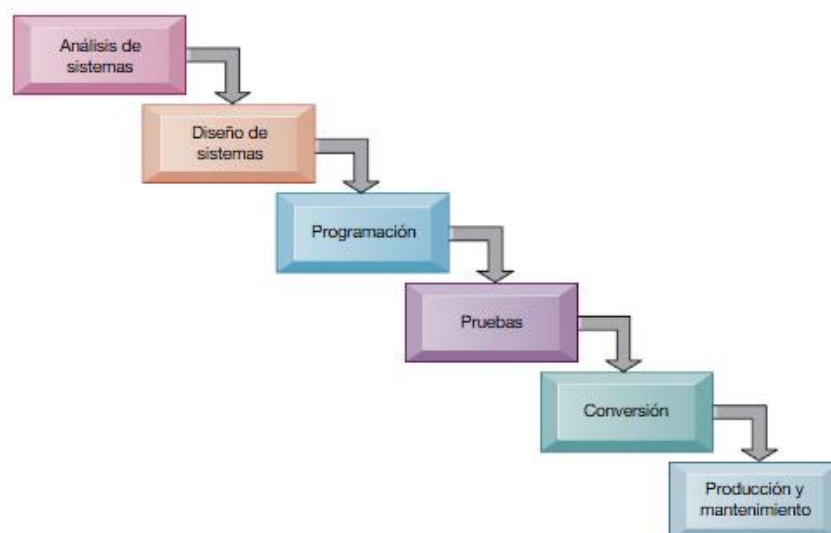 Análisis de
sistemas
Diseño de
sistemas
Programación
Pruebas
Conversión
Producción y
mantenimiento